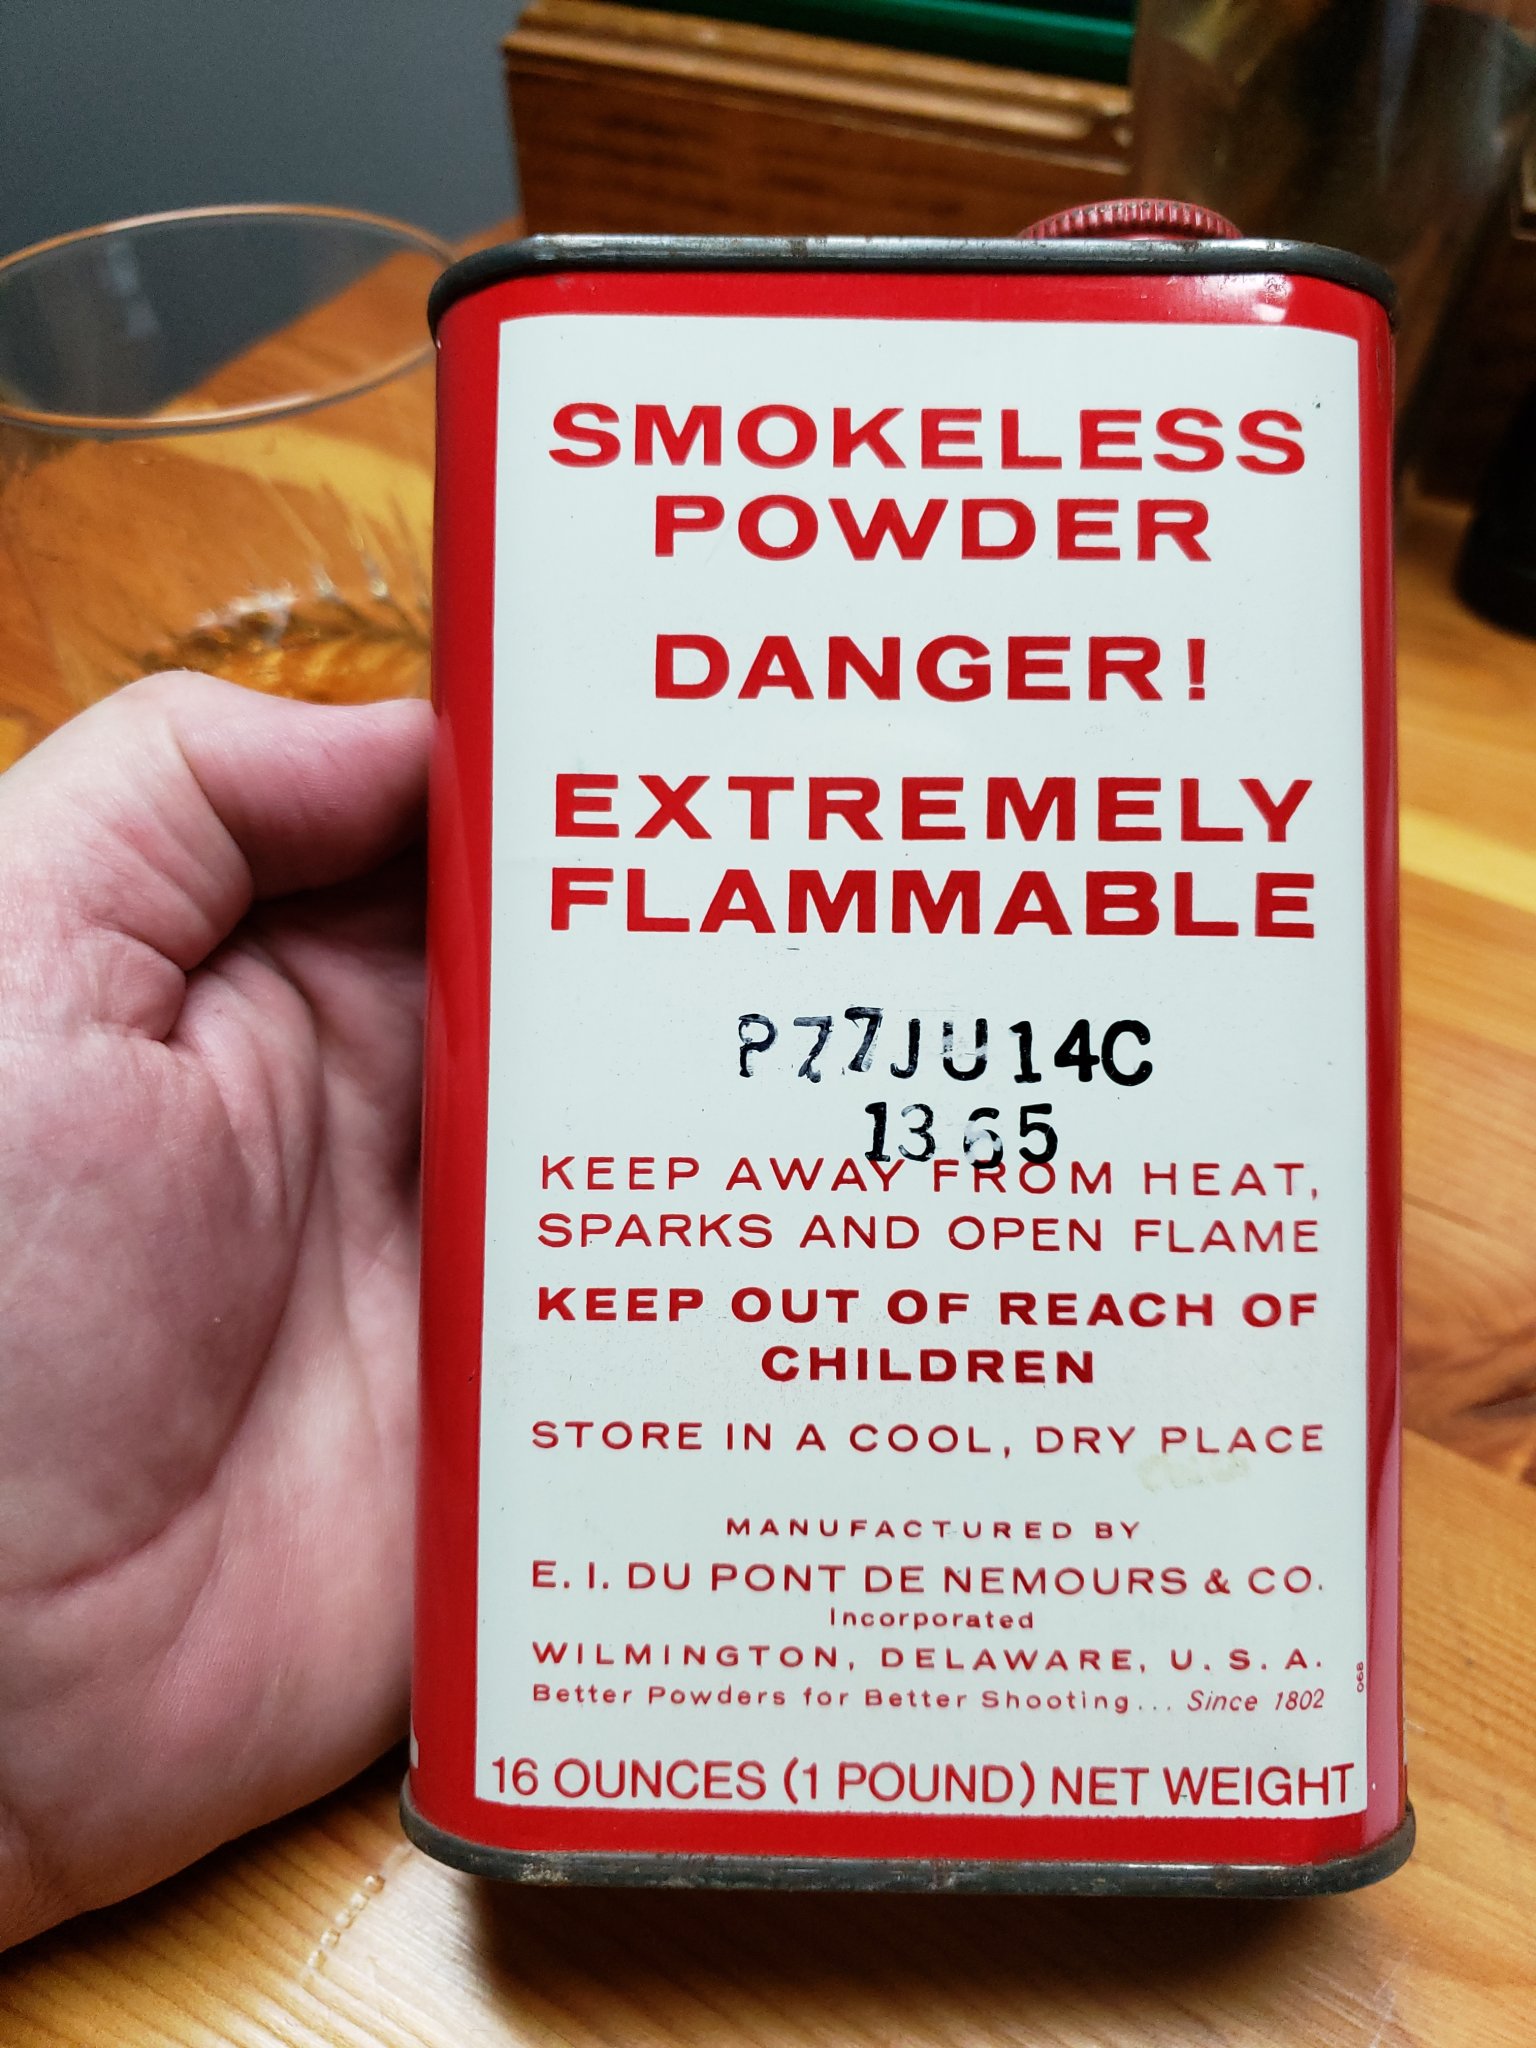 SMOKELESS
POWDER
DANGER!
EXTREMELY
FLAMMABLE
P77JU14C
1365
KEEP AWAY FROM HEAT,
SPARKS AND OPEN FLAME
KEEP OUT OF REACH OF
CHILDREN
STORE IN A COOL, DRY PLACE
MANUFACTURED BY
E. I. DU PONT DE NEMOURS & CO.
Incorporated
WILMINGTON, DELAWARE, U. S. A.
Better Powders for Better Shooting... Since 1802
068
16 OUNCES (1 POUND) NET WEIGHT